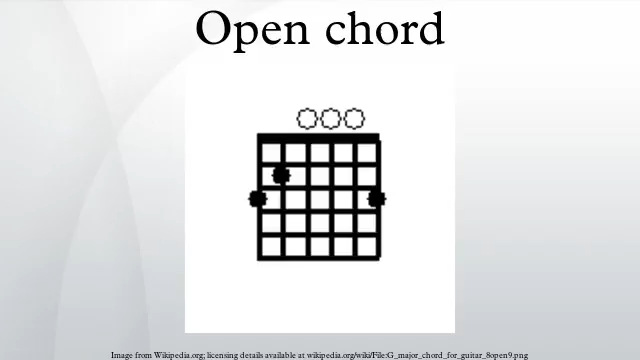 Open chord
Image from Wikipedia.org; licensing details available at wikipedia.org/wiki/File:G_major_chord_for_guitar_8open9.png